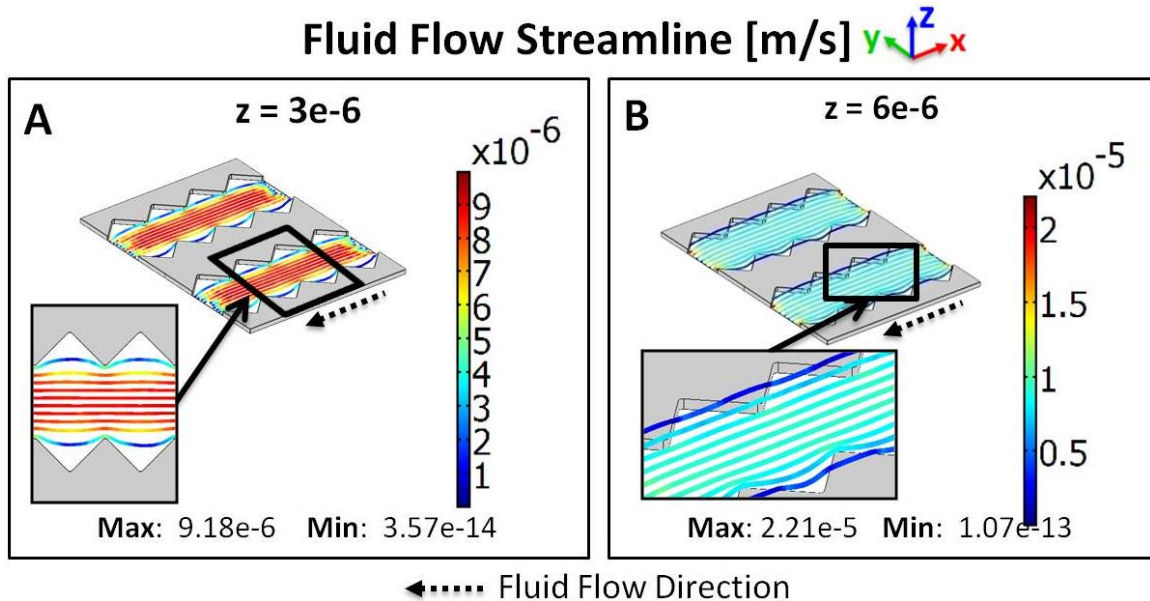 Fluid Flow Streamline [m/s]
y z x
A
z = 3e-6
x10^-6
9
8
7
6
5
4
3
2
1
Max: 9.18e-6 Min: 3.57e-14
B
z = 6e-6
x10^-5
2
1.5
1
0.5
Max: 2.21e-5 Min: 1.07e-13
Fluid Flow Direction